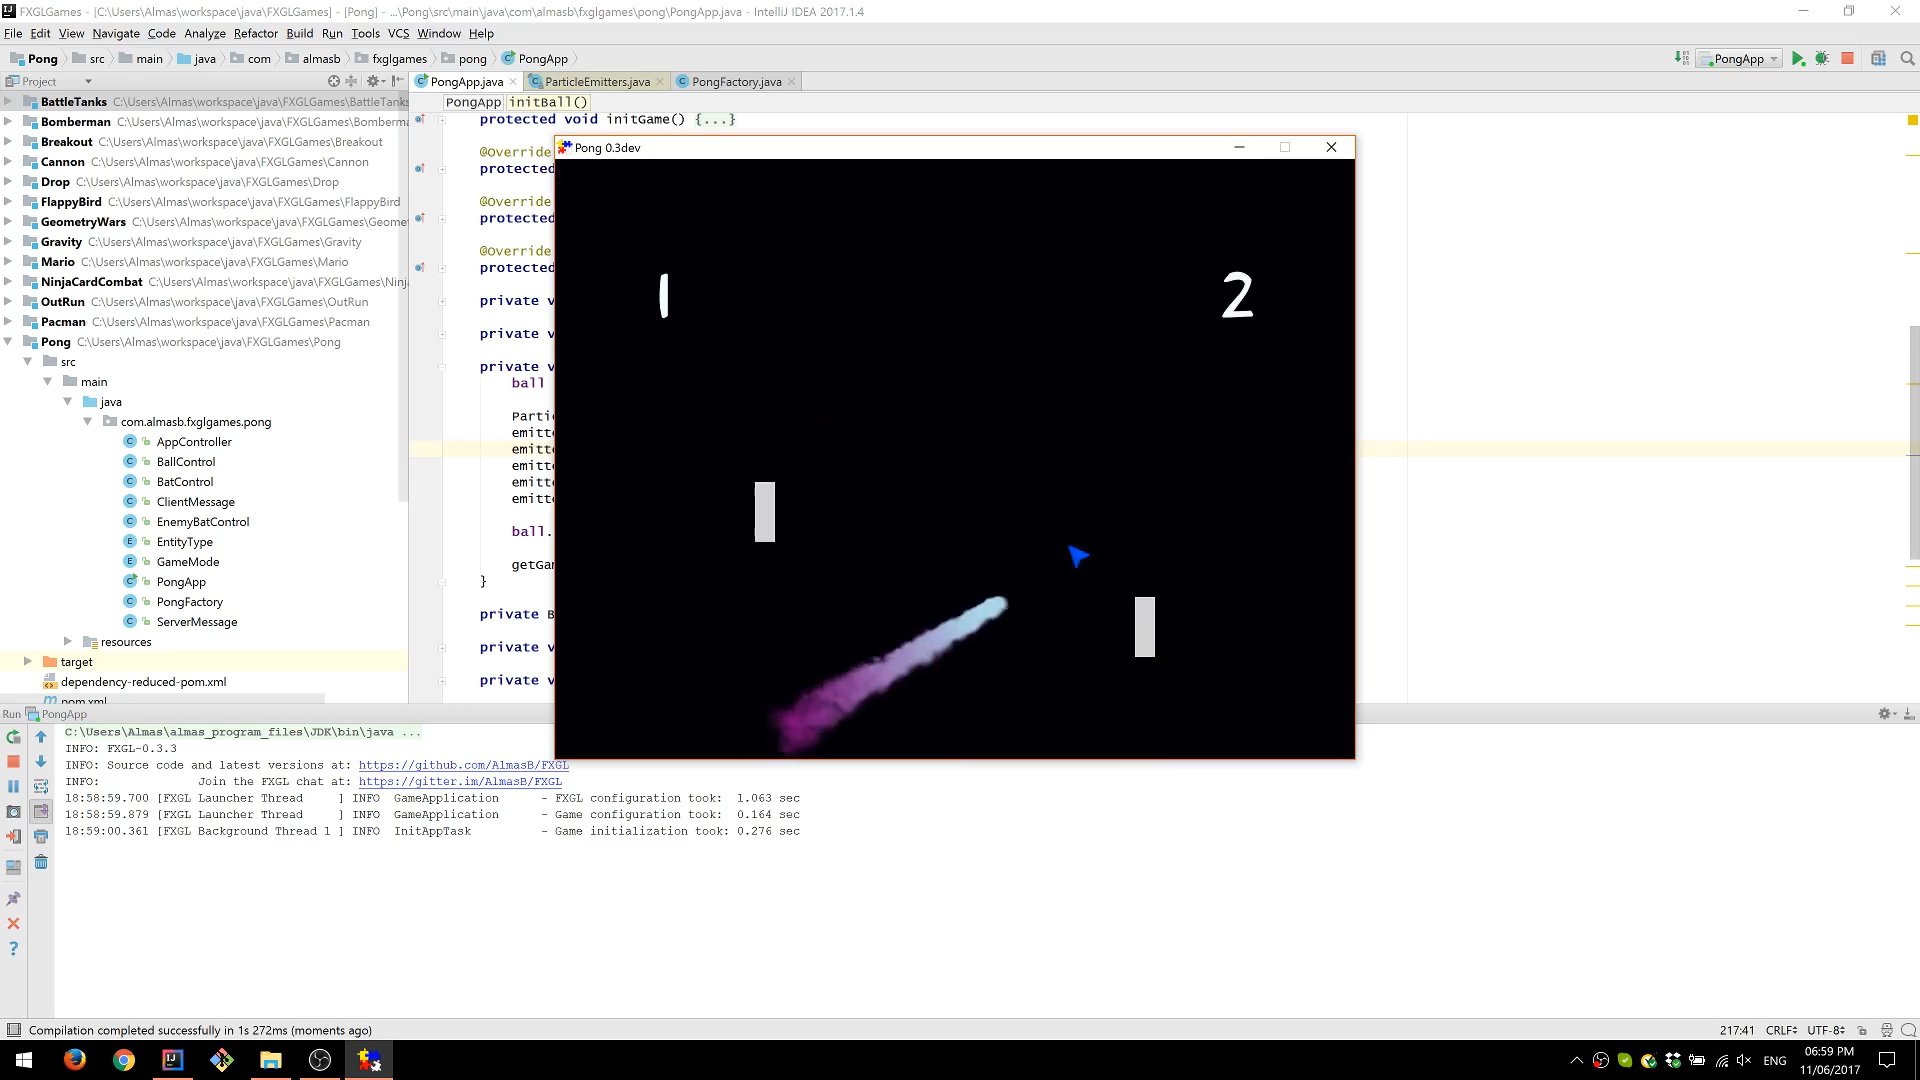 FXGLGames - [C:\Users\Almas\workspace\java\FXGLGames] - [Pong] - ...\Pong\src\main\java\com\almasb\fxglgames\pong\PongApp.java - IntelliJ IDEA 2017.1.4
File Edit View Navigate Code Analyze Refactor Build Run Tools VCS Window Help
Pong src main java com almasb fxglgames pong PongApp PongApp
Project PongApp.java ParticleEmitters.java PongFactory.java
PongApp initBall()
BattleTanks C:\Users\Almas\workspace\java\FXGLGames\BattleTanks
Bomberman C:\Users\Almas\workspace\java\FXGLGames\Bomberma
Breakout C:\Users\Almas\workspace\java\FXGLGames\Breakout
Cannon C:\Users\Almas\workspace\java\FXGLGames\Cannon
Drop C:\Users\Almas\workspace\java\FXGLGames\Drop
FlappyBird C:\Users\Almas\workspace\java\FXGLGames\FlappyBird
GeometryWars C:\Users\Almas\workspace\java\FXGLGames\Geome
Gravity C:\Users\Almas\workspace\java\FXGLGames\Gravity
Mario C:\Users\Almas\workspace\java\FXGLGames\Mario
NinjaCardCombat C:\Users\Almas\workspace\java\FXGLGames\Ninj
OutRun C:\Users\Almas\workspace\java\FXGLGames\OutRun
Pacman C:\Users\Almas\workspace\java\FXGLGames\Pacman
Pong C:\Users\Almas\workspace\java\FXGLGames\Pong
src
main
java
com.almasb.fxglgames.pong
AppController
BallControl
BatControl
ClientMessage
EnemyBatControl
EntityType
GameMode
PongApp
PongFactory
ServerMessage
resources
target
dependency-reduced-pom.xml
pom.xml
protected void initGame() {...}
@Override
protected
@Override
protected
@Override
protected
private v
private v
private v
ball
Parti
emitte
emitte
emitte
emitte
emitte
ball.
getGam
}
private B
private v
private v
Pong 0.3dev
1 2
Run PongApp
C:\Users\Almas\almas_program_files\JDK\bin\java ...
INFO: FXGL-0.3.3
INFO: Source code and latest versions at: https://github.com/AlmasB/FXGL
INFO: Join the FXGL chat at: https://gitter.im/AlmasB/FXGL
18:58:59.700 [FXGL Launcher Thread ] INFO GameApplication - FXGL configuration took: 1.063 sec
18:58:59.879 [FXGL Launcher Thread ] INFO GameApplication - Game configuration took: 0.164 sec
18:59:00.361 [FXGL Background Thread 1 ] INFO InitAppTask - Game initialization took: 0.276 sec
Compilation completed successfully in 1s 272ms (moments ago) 217:41 CRLF UTF-8
ENG 06:59 PM
11/06/2017